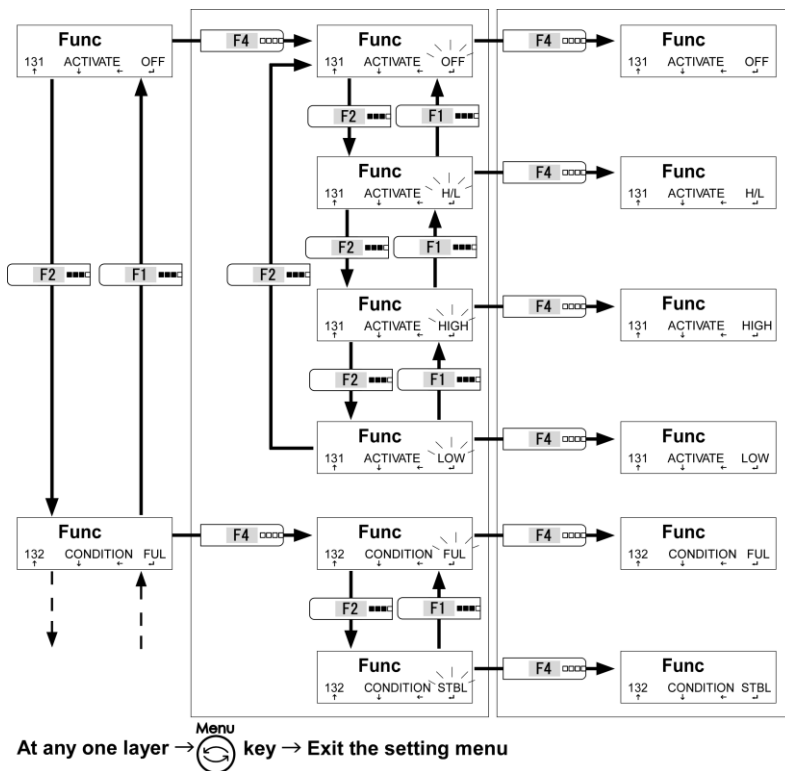 Func F4 Func F4 Func
131 ACTIVATE OFF 131 ACTIVATE OFF 131 ACTIVATE OFF
↑ ↓ ← ↵ ↑ ↓ ← ↵ ↑ ↓ ← ↵
F2 F1
Func F4 Func
131 ACTIVATE H/L 131 ACTIVATE H/L
↑ ↓ ← ↵ ↑ ↓ ← ↵
F2 F1 F2 F2 F1
Func F4 Func
131 ACTIVATE HIGH 131 ACTIVATE HIGH
↑ ↓ ← ↵ ↑ ↓ ← ↵
F2 F1
Func F4 Func
131 ACTIVATE LOW 131 ACTIVATE LOW
↑ ↓ ← ↵ ↑ ↓ ← ↵
Func F4 Func F4 Func
132 CONDITION FUL 132 CONDITION FUL 132 CONDITION FUL
↑ ↓ ← ↵ ↑ ↓ ← ↵ ↑ ↓ ← ↵
F2 F1
Func F4 Func
132 CONDITION STBL 132 CONDITION STBL
↑ ↓ ← ↵ ↑ ↓ ← ↵
Menu
At any one layer → key → Exit the setting menu